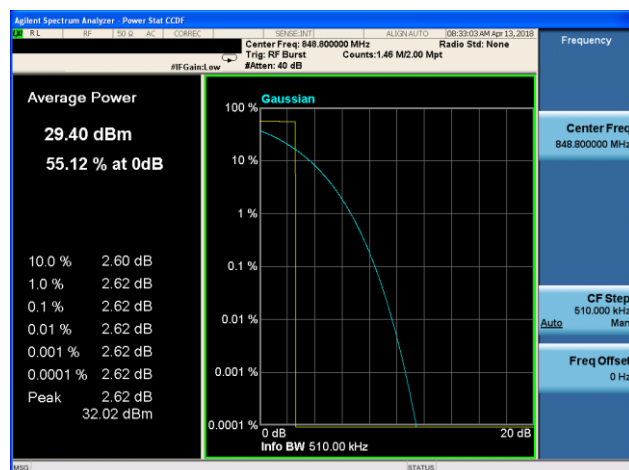 Agilent Spectrum Analyzer - Power Stat CCDF
RL RF 50 Ω AC CORREC SENSE:INT ALIGN AUTO 08:33:03 AM Apr 13, 2018
Center Freq: 848.800000 MHz Radio Std: None
Trig: RF Burst Counts:1.46 M/2.00 Mpt
#IFGain:Low #Atten: 40 dB
Frequency
Average Power
29.40 dBm
55.12 % at 0dB
10.0 % 2.60 dB
1.0 % 2.62 dB
0.1 % 2.62 dB
0.01 % 2.62 dB
0.001 % 2.62 dB
0.0001 % 2.62 dB
Peak 2.62 dB
32.02 dBm
Gaussian
100 %
10 %
1 %
0.1 %
0.01 %
0.001 %
0.0001 %
0 dB 20 dB
Info BW 510.00 kHz
Center Freq
848.800000 MHz
CF Step
510.000 kHz
Auto Man
Freq Offset
0 Hz
MSG STATUS